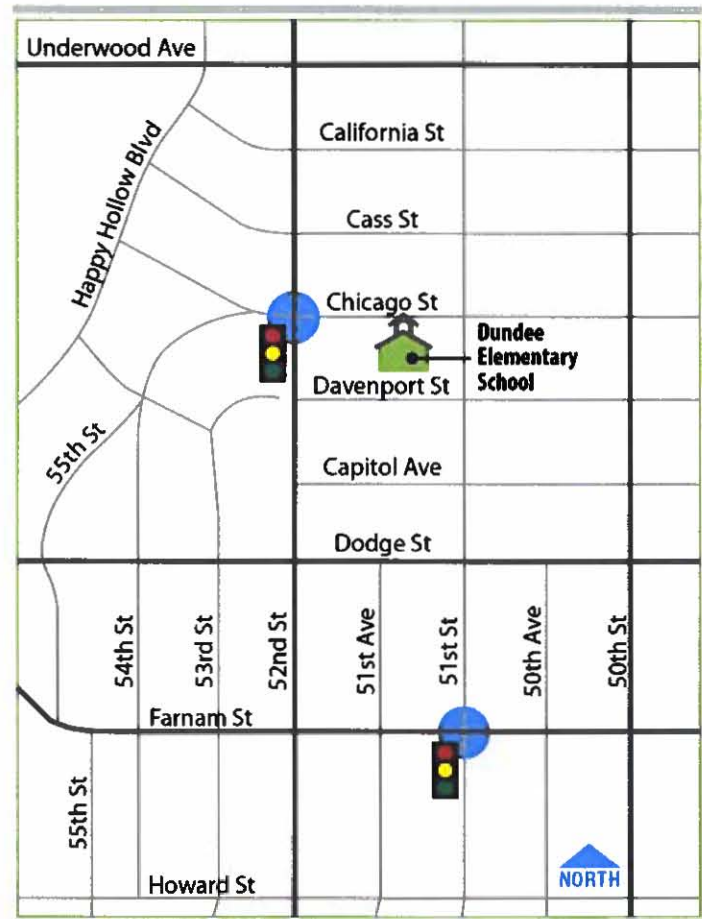 Underwood Ave
California St
Happy Hollow Blvd
Cass St
Chicago St
Dundee
Elementary
School
Davenport St
55th St
Capitol Ave
Dodge St
54th St
53rd St
52nd St
51st Ave
51st St
50th Ave
50th St
Farnam St
55th St
NORTH
Howard St